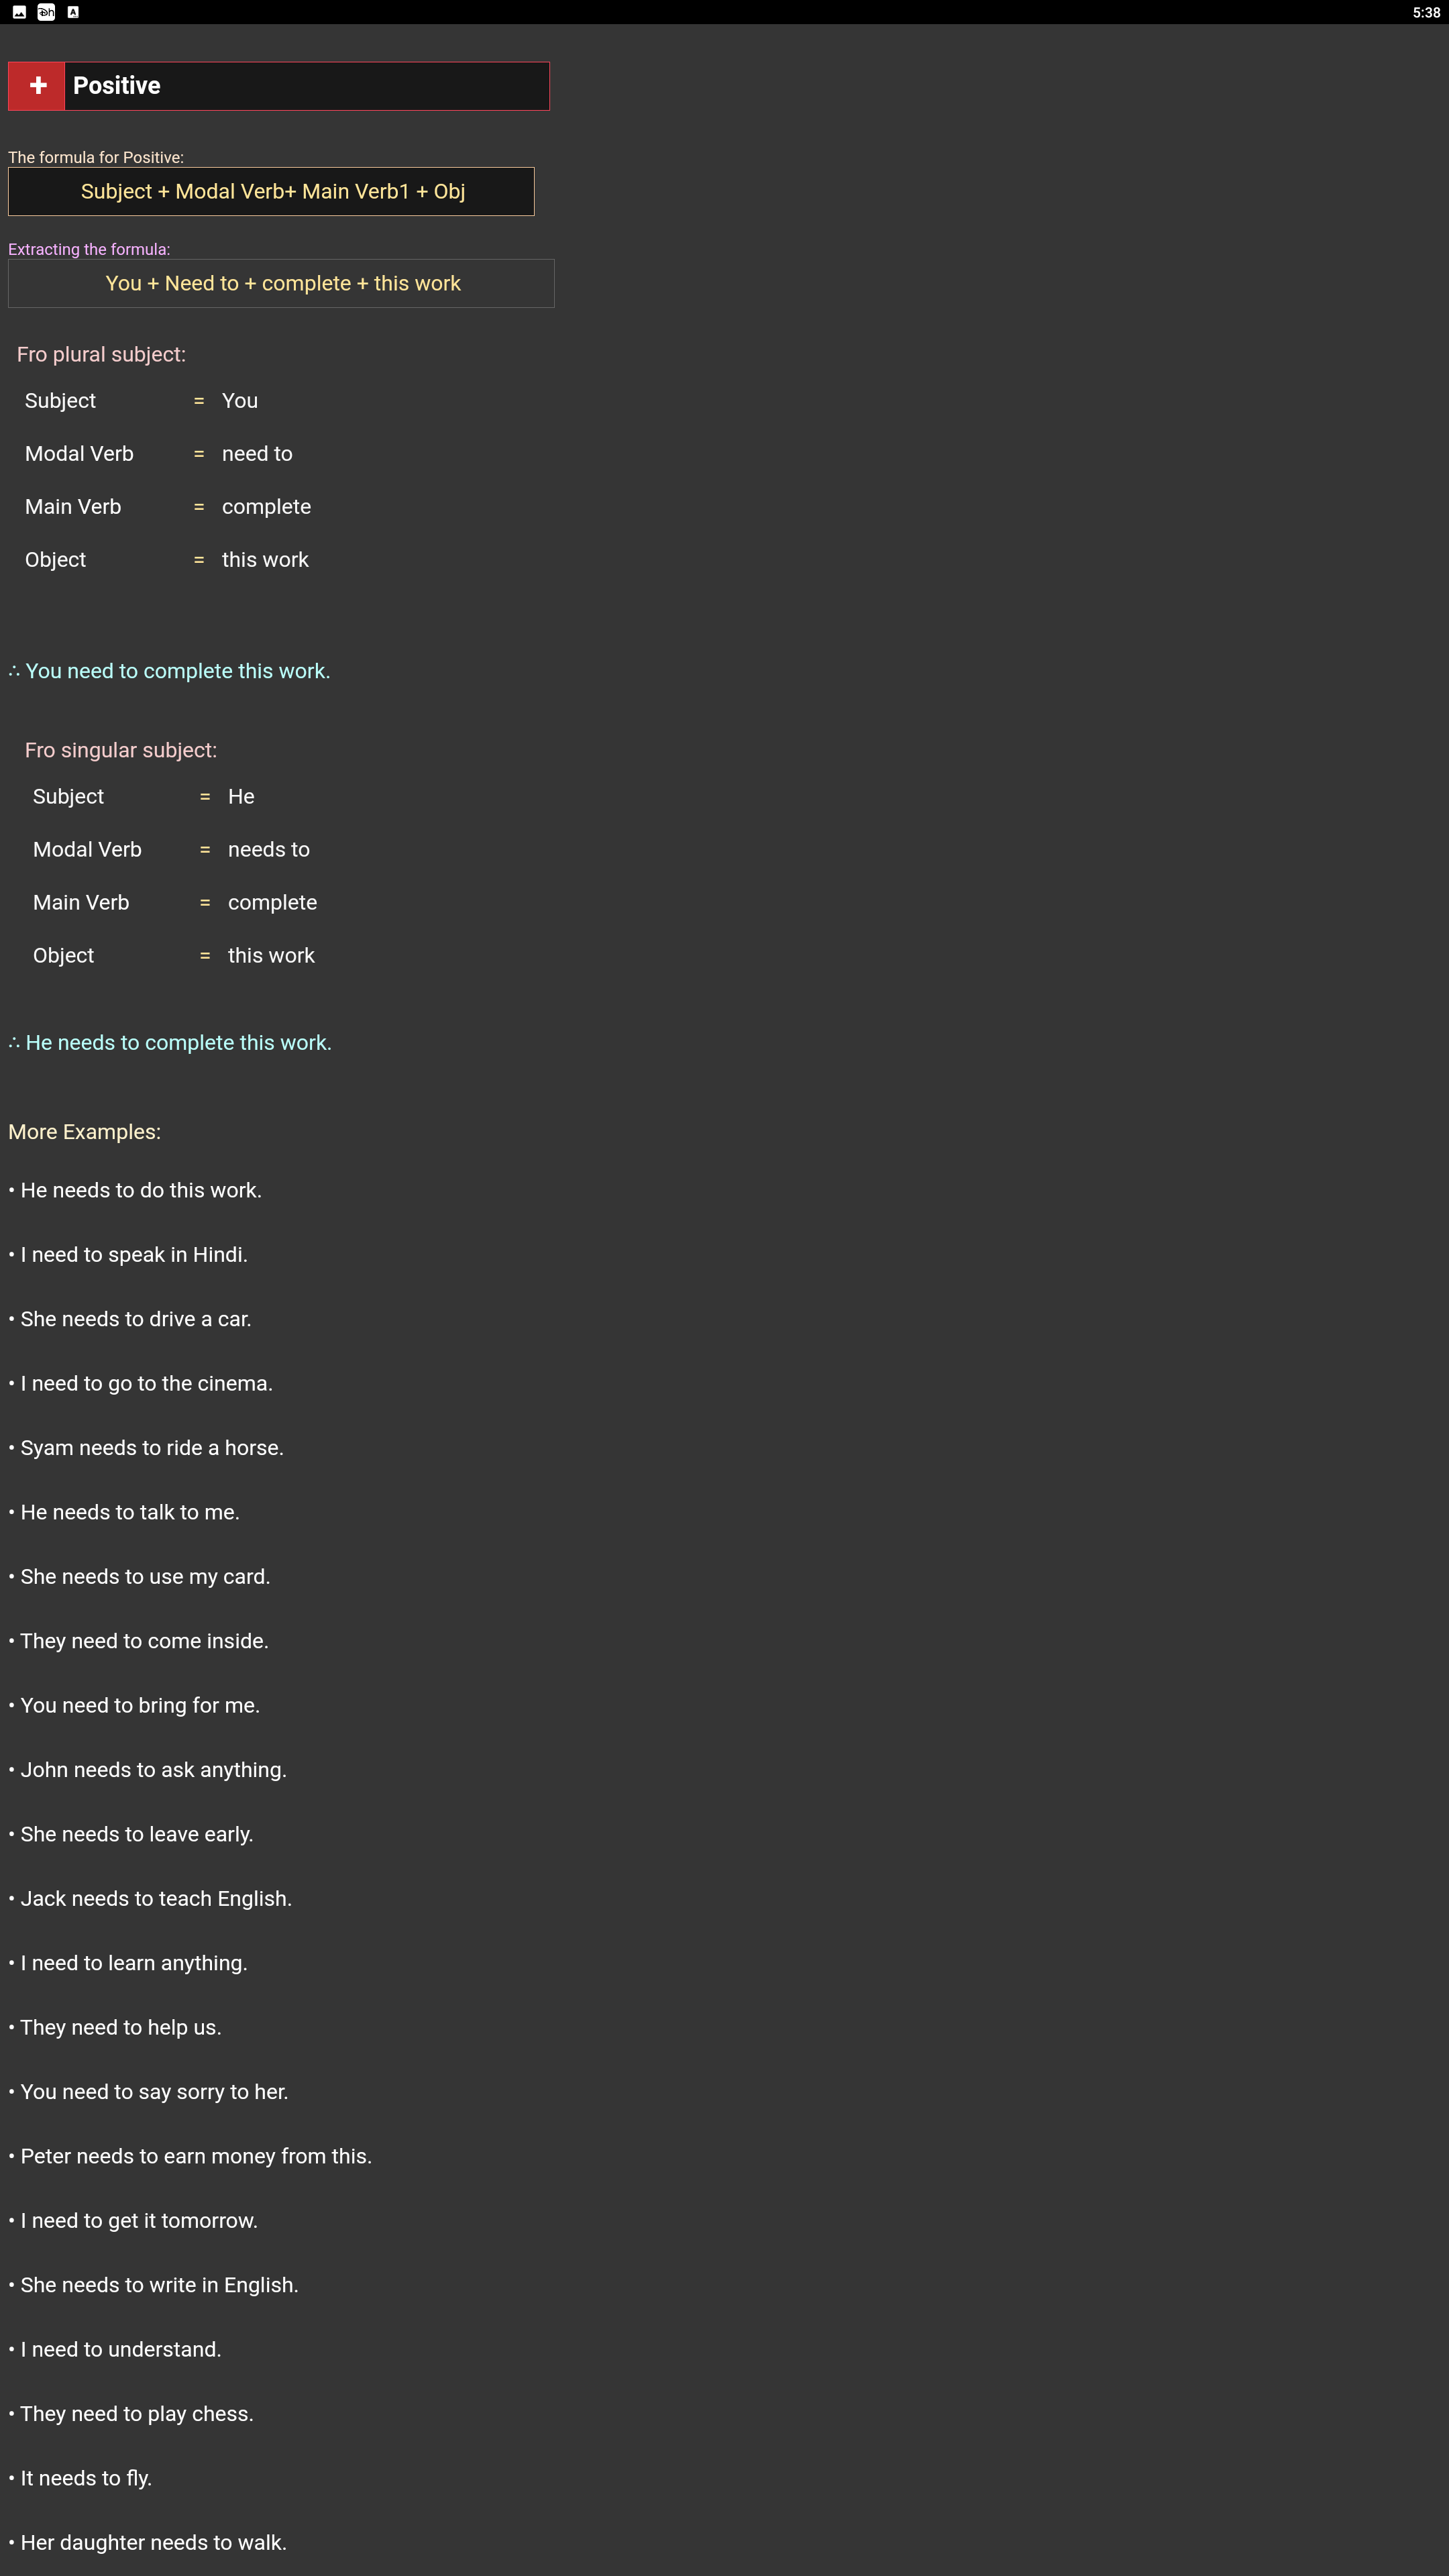 5:38
+ Positive
The formula for Positive:
Subject + Modal Verb+ Main Verb1 + Obj
Extracting the formula:
You + Need to + complete + this work
Fro plural subject:
Subject = You
Modal Verb = need to
Main Verb = complete
Object = this work
∴ You need to complete this work.
Fro singular subject:
Subject = He
Modal Verb = needs to
Main Verb = complete
Object = this work
∴ He needs to complete this work.
More Examples:
• He needs to do this work.
• I need to speak in Hindi.
• She needs to drive a car.
• I need to go to the cinema.
• Syam needs to ride a horse.
• He needs to talk to me.
• She needs to use my card.
• They need to come inside.
• You need to bring for me.
• John needs to ask anything.
• She needs to leave early.
• Jack needs to teach English.
• I need to learn anything.
• They need to help us.
• You need to say sorry to her.
• Peter needs to earn money from this.
• I need to get it tomorrow.
• She needs to write in English.
• I need to understand.
• They need to play chess.
• It needs to fly.
• Her daughter needs to walk.